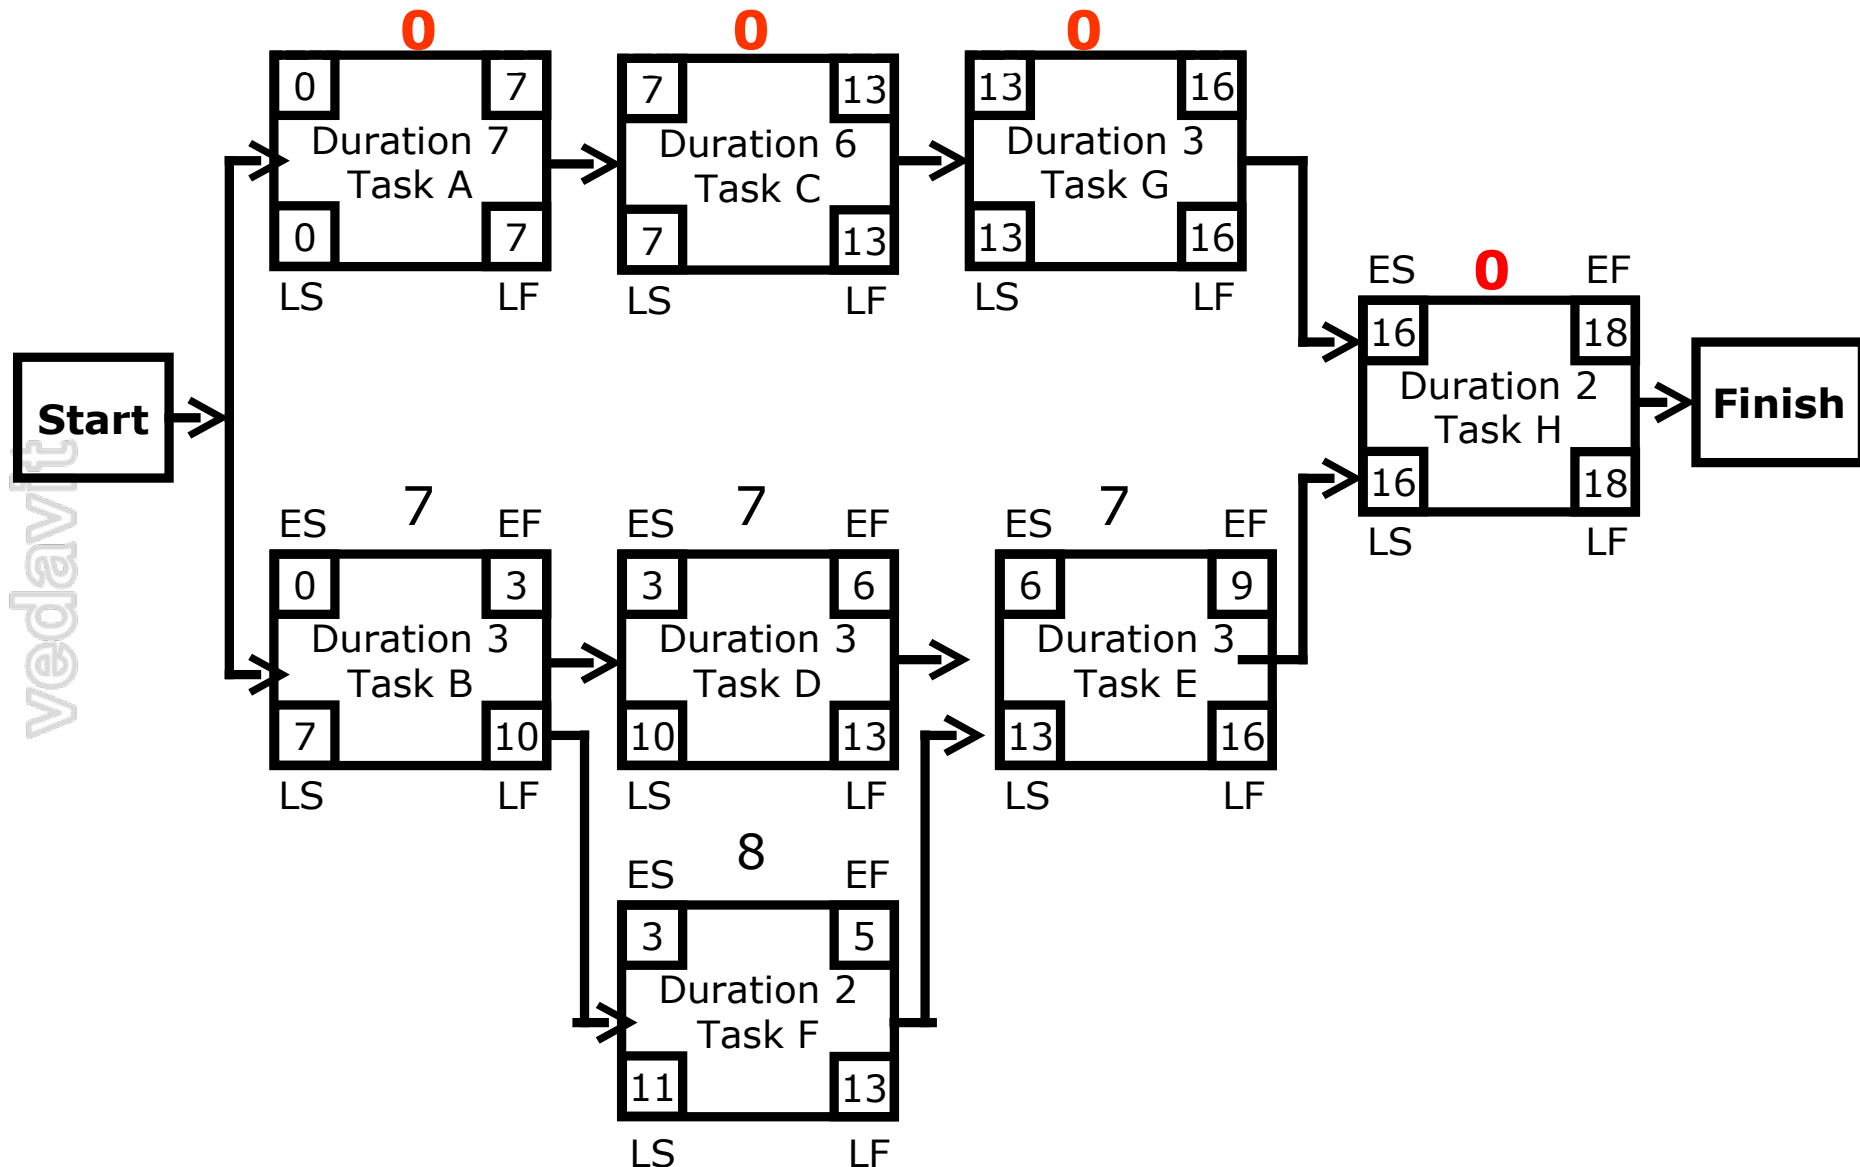 0
0
0
0 7
Duration 7
Task A
0 7
LS LF
7 13
Duration 6
Task C
7 13
LS LF
13 16
Duration 3
Task G
13 16
LS LF
ES 0 EF
16 18
Duration 2
Task H
16 18
LS LF
Start
Finish
7
ES EF
0 3
Duration 3
Task B
7 10
LS LF
7
ES EF
3 6
Duration 3
Task D
10 13
LS LF
7
ES EF
6 9
Duration 3
Task E
13 16
LS LF
8
ES EF
3 5
Duration 2
Task F
11 13
LS LF
vedavit